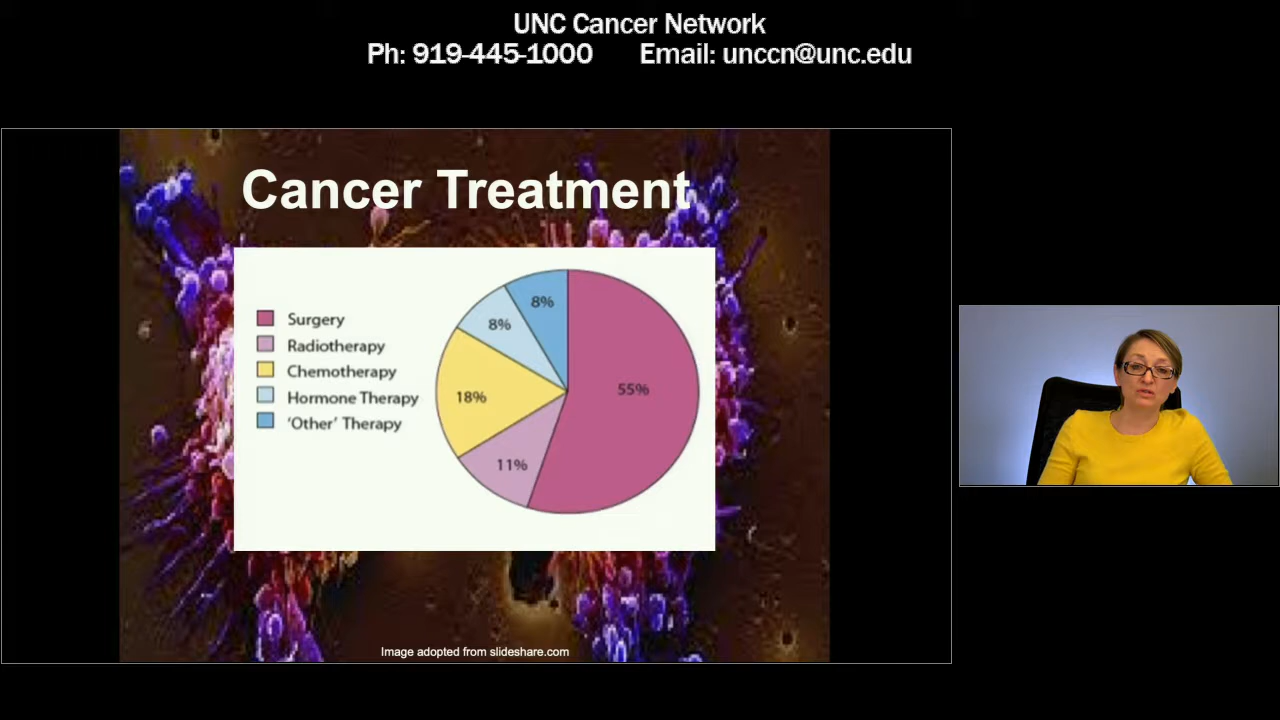 UNC Cancer Network
Ph: 919-445-1000 Email: unccn@unc.edu
Cancer Treatment
Surgery
Radiotherapy
Chemotherapy
Hormone Therapy
'Other' Therapy
8%
8%
18%
55%
11%
Image adopted from slideshare.com